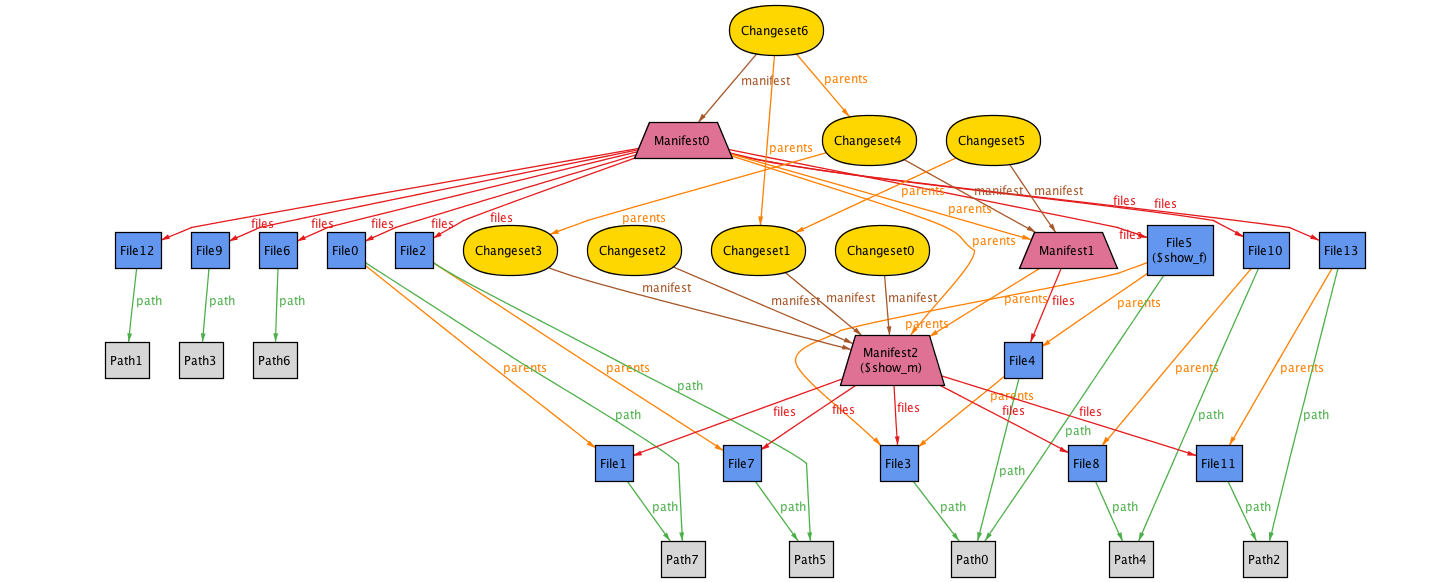 Changeset6
manifest
parents
Manifest0
Changeset4
Changeset5
parents
manifest
manifest
parents
parents
parents
files
files
files
files
files
files
files
files
parents
parents
File12
File9
File6
File0
File2
Changeset3
Changeset2
Changeset1
Changeset0
Manifest1
File5
($show_f)
File10
File13
manifest
manifest
manifest
manifest
path
path
path
parents
files
parents
parents
Path1
Path3
Path6
Manifest2
($show_m)
File4
parents
parents
path
parents
parents
parents
path
files
files
files
files
files
path
path
path
File1
File7
File3
File8
File11
path
path
path
path
path
path
Path7
Path5
Path0
Path4
Path2